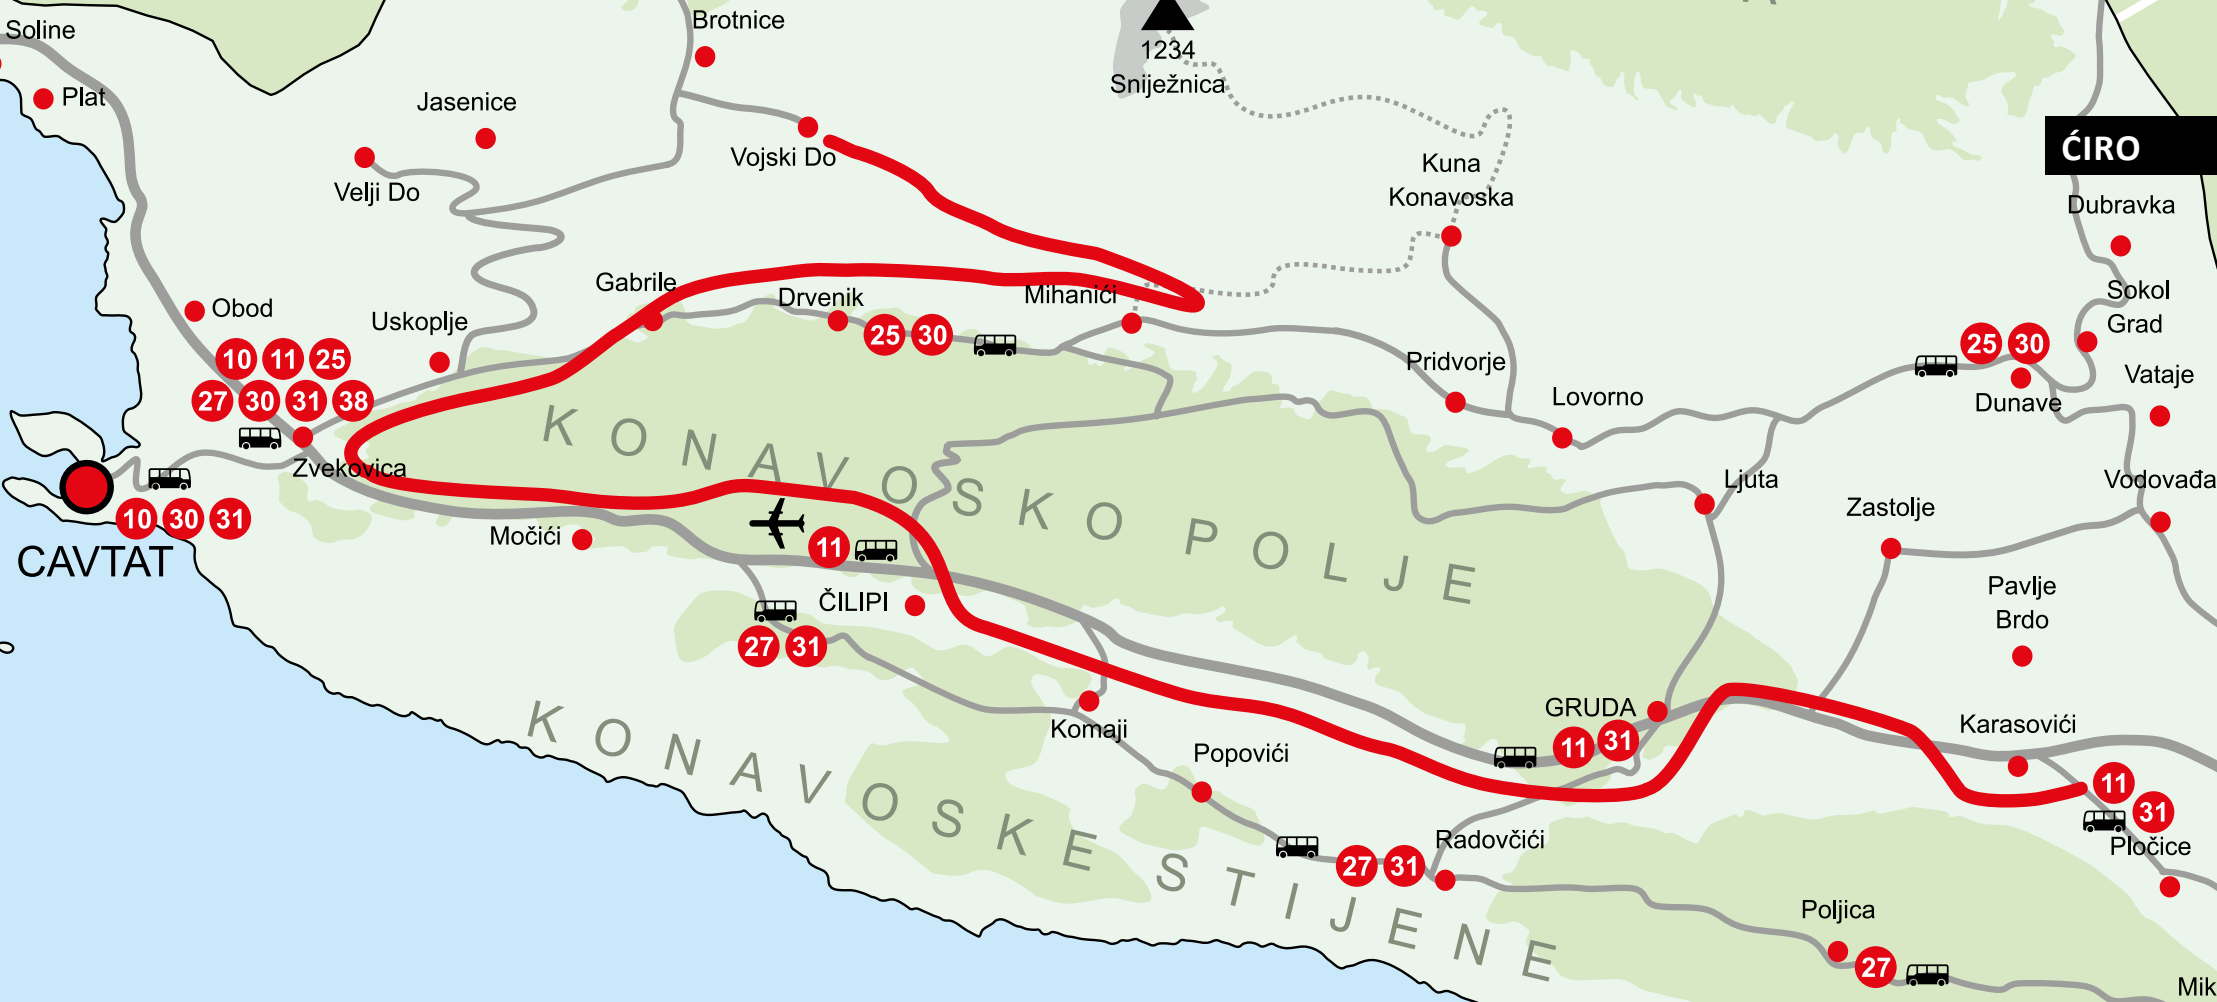 Soline
Brotnice
1234
Sniježnica
Plat
Jasenice
Vojski Do
Velji Do
Kuna
Konavoska
ĆIRO
Dubravka
Gabrile
Drvenik
Mihanići
Sokol
Grad
Obod
Uskoplje
25 30
10 11 25
27 30 31 38
Pridvorje
Lovorno
25 30
Dunave
Vataje
Zvekovica
KONAVOSKO POLJE
Ljuta
Zastolje
Vodovađa
10 30 31
CAVTAT
Močići
11
ČILIPI
27 31
Pavlje
Brdo
Komaji
GRUDA
11 31
Karasovići
Popovići
11
31
Pločice
KONAVOSKE STIJENE
27 31
Radovčići
Poljica
27
Mik